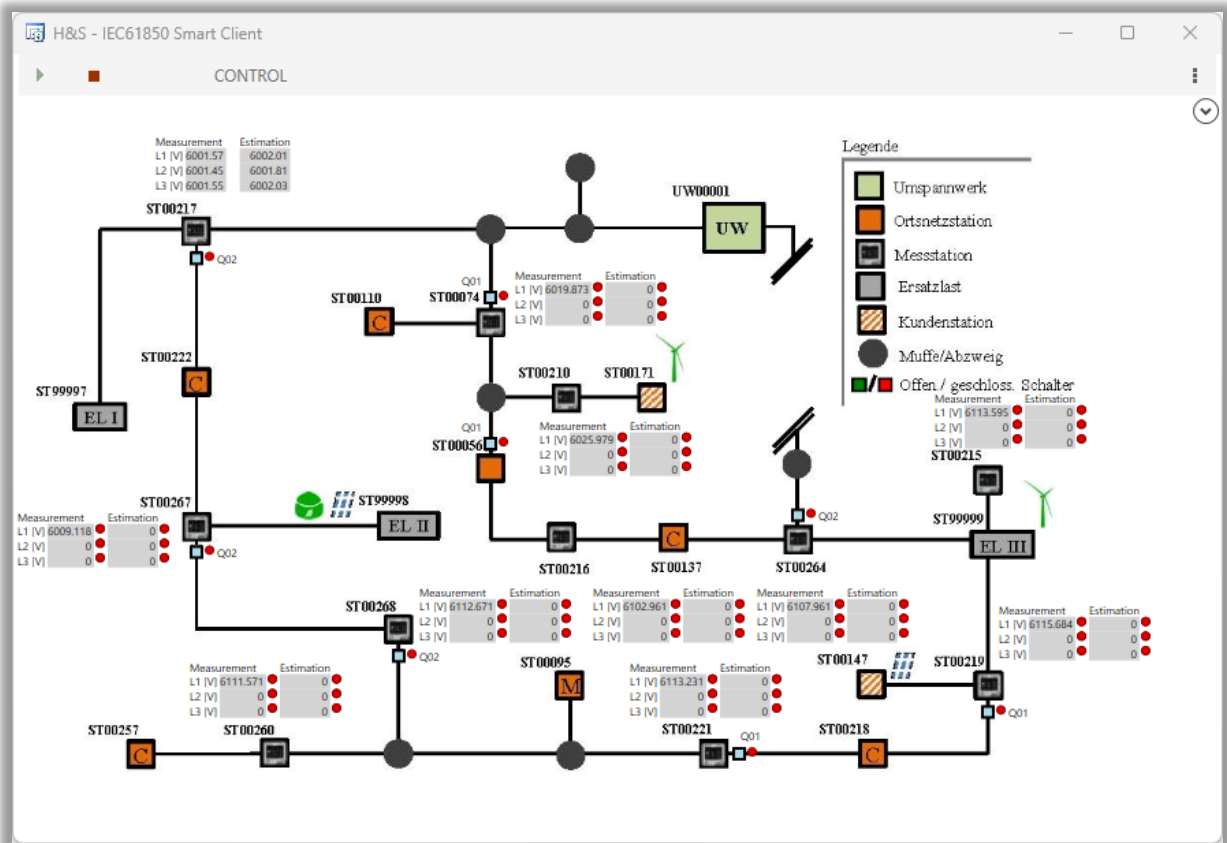 H&S - IEC61850 Smart Client
CONTROL
Measurement Estimation
L1 [V] 6001.57 6002.01
L2 [V] 6001.45 6001.81
L3 [V] 6001.55 6002.03
ST00217
Q02
UW00001
UW
Legende
Umspannwerk
Ortsnetzstation
Messstation
Ersatzlast
Kundenstation
Muffe/Abzweig
Offen./ geschloss. Schalter
Q01
ST00074
Measurement Estimation
L1 [V] 6019.873 0
L2 [V] 0 0
L3 [V] 0 0
ST00110
C
ST00222
C
ST99997
EL I
ST00210
ST00171
Q01
ST00056
Measurement Estimation
L1 [V] 6025.979 0
L2 [V] 0 0
L3 [V] 0 0
Measurement Estimation
L1 [V] 6113.595 0
L2 [V] 0 0
L3 [V] 0 0
ST00215
ST00267
Q02
Measurement Estimation
L1 [V] 6009.118 0
L2 [V] 0 0
L3 [V] 0 0
ST99998
EL II
ST00216
C
ST00137
Q02
ST00264
ST99999
EL III
ST00268
Q02
Measurement Estimation
L1 [V] 6112.671 0
L2 [V] 0 0
L3 [V] 0 0
Measurement Estimation
L1 [V] 6102.961 0
L2 [V] 0 0
L3 [V] 0 0
Measurement Estimation
L1 [V] 6107.961 0
L2 [V] 0 0
L3 [V] 0 0
Measurement Estimation
L1 [V] 6115.684 0
L2 [V] 0 0
L3 [V] 0 0
Measurement Estimation
L1 [V] 6111.571 0
L2 [V] 0 0
L3 [V] 0 0
ST00095
M
Measurement Estimation
L1 [V] 6113.231 0
L2 [V] 0 0
L3 [V] 0 0
ST00147
ST00219
Q01
ST00257
C
ST00260
ST00221
Q01
ST00218
C